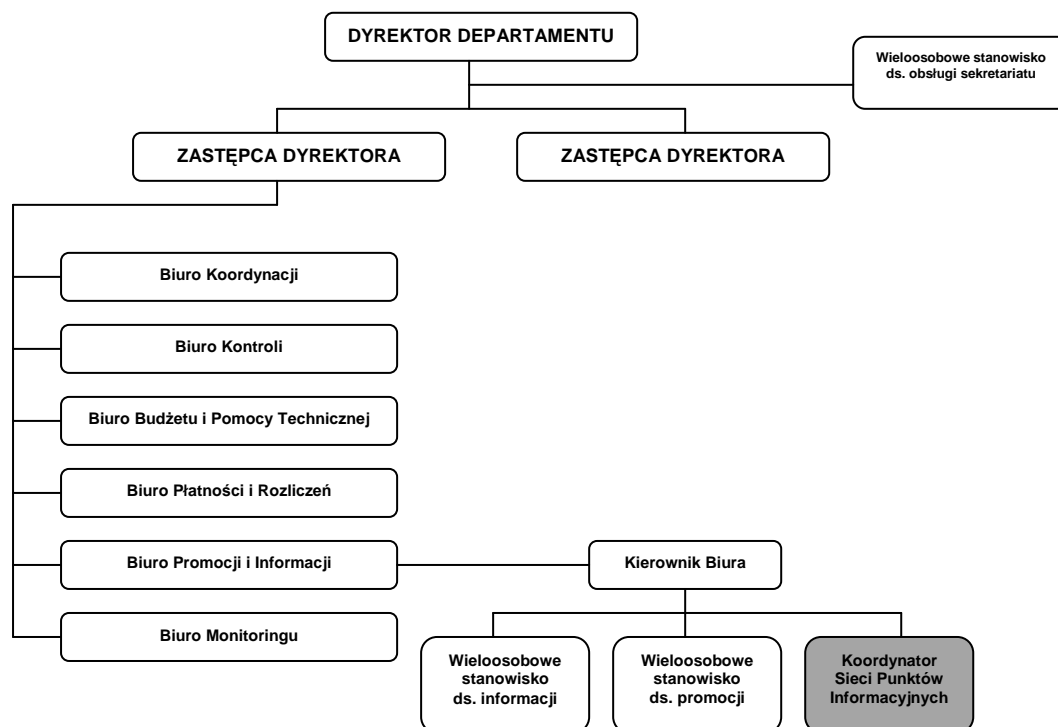 DYREKTOR DEPARTAMENTU
Wieloosobowe stanowisko
ds. obsługi sekretariatu
ZASTĘPCA DYREKTORA
ZASTĘPCA DYREKTORA
Biuro Koordynacji
Biuro Kontroli
Biuro Budżetu i Pomocy Technicznej
Biuro Płatności i Rozliczeń
Biuro Promocji i Informacji
Kierownik Biura
Biuro Monitoringu
Wieloosobowe
stanowisko
ds. informacji
Wieloosobowe
stanowisko
ds. promocji
Koordynator
Sieci Punktów
Informacyjnych